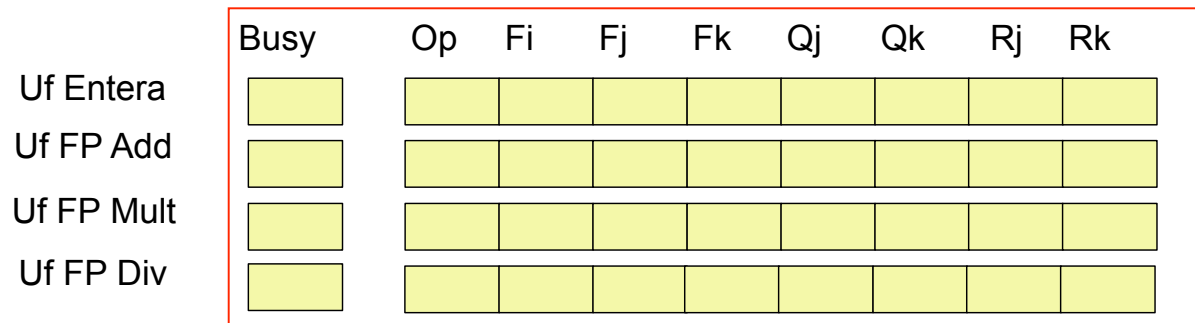 Busy Op Fi Fj Fk Qj Qk Rj Rk
Uf Entera
Uf FP Add
Uf FP Mult
Uf FP Div